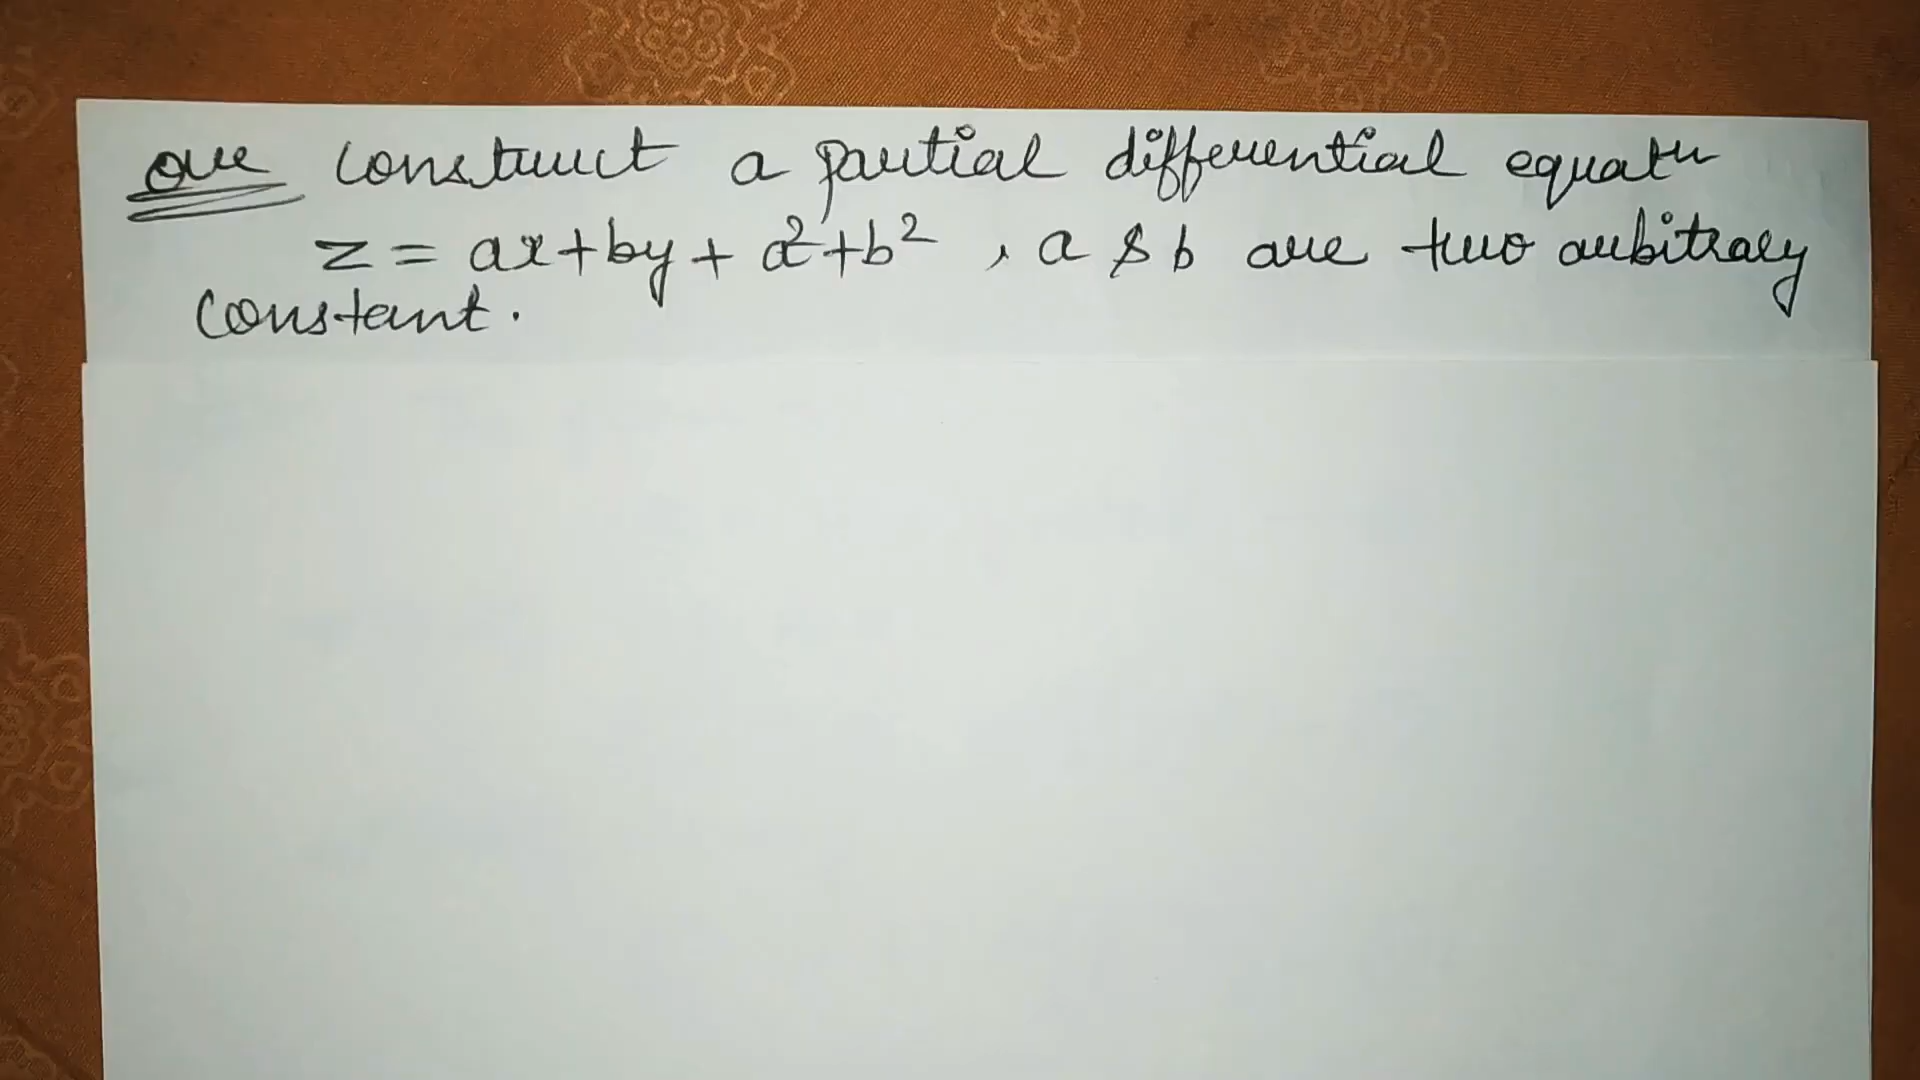 Que Construct a partial differential equatn
z = ax+by+a²+b² , a & b are two arbitrary
constant.